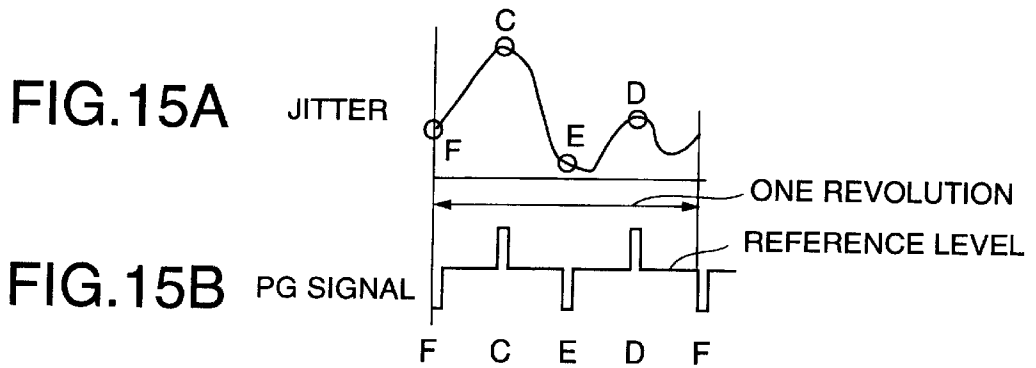 FIG.15A
JITTER
C
D
F
E
ONE REVOLUTION
REFERENCE LEVEL
FIG.15B
PG SIGNAL
F C E D F